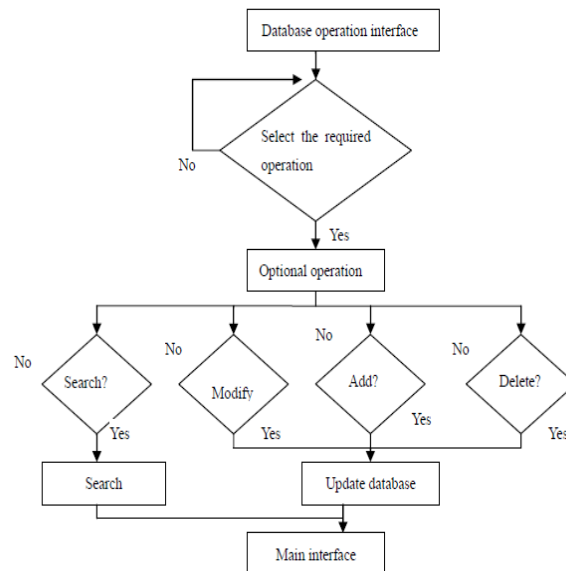 Database operation interface
Select the required
operation
No
Yes
Optional operation
No
Search?
Yes
No
Modify
Yes
No
Add?
Yes
No
Delete?
Yes
Search
Update database
Main interface